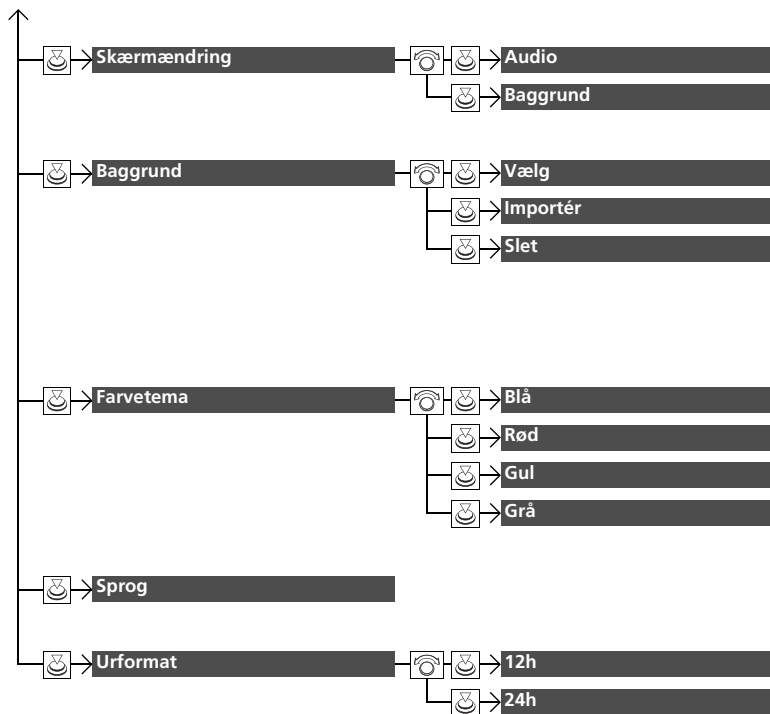 Skærmændring
Audio
Baggrund
Baggrund
Vælg
Importér
Slet
Farvetema
Blå
Rød
Gul
Grå
Sprog
Urformat
12h
24h